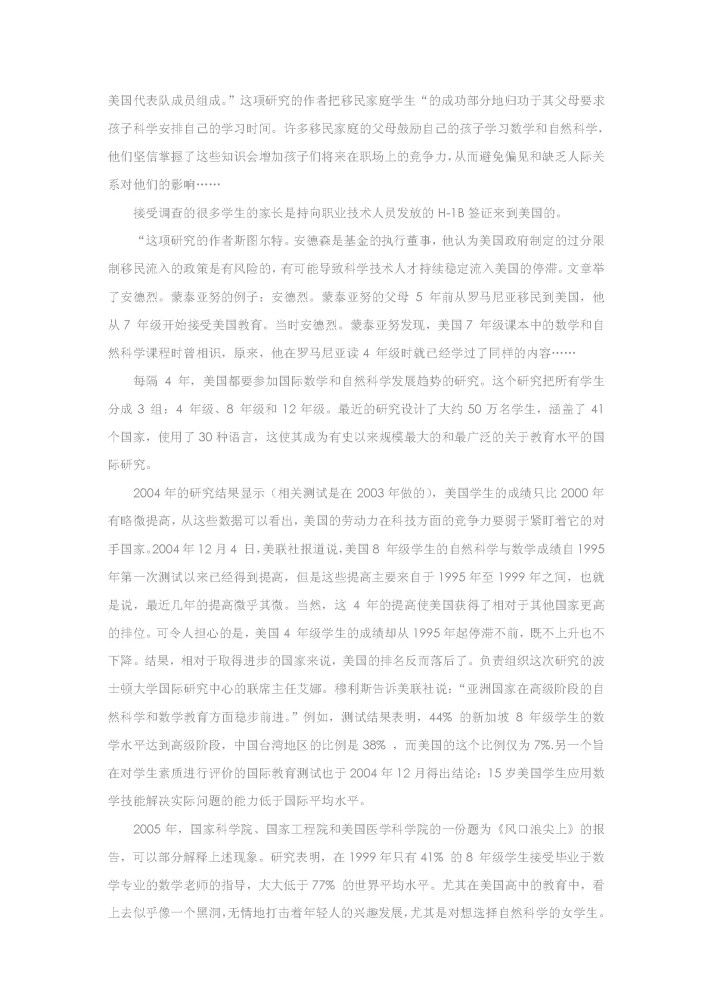 美国代表队成员组成。”这项研究的作者把移民家庭学生“的成功部分地归功于其父母要求
孩子科学安排自己的学习时间。许多移民家庭的父母鼓励自己的孩子学习数学和自然科学，
他们坚信掌握了这些知识会增加孩子们将来在职场上的竞争力，从而避免偏见和缺乏人际关
系对他们的影响……
接受调查的很多学生的家长是持向职业技术人员发放的 H-1B 签证来到美国的。
“这项研究的作者斯图尔特。安德森是基金的执行董事，他认为美国政府制定的过分限
制移民流入的政策是有风险的，有可能导致科学技术人才持续稳定流入美国的停滞。文章举
了安德烈。蒙泰亚努的例子：安德烈。蒙泰亚努的父母 5 年前从罗马尼亚移民到美国，他
从 7 年级开始接受美国教育。当时安德烈。蒙泰亚努发现，美国 7 年级课本中的数学和自
然科学课程时曾相识，原来，他在罗马尼亚读 4 年级时就已经学过了同样的内容……
每隔 4 年，美国都要参加国际数学和自然科学发展趋势的研究。这个研究把所有学生
分成 3 组：4 年级、8 年级和 12 年级。最近的研究设计了大约 50 万名学生，涵盖了 41
个国家，使用了 30 种语言，这使其成为有史以来规模最大的和最广泛的关于教育水平的国
际研究。
2004 年的研究结果显示（相关测试是在 2003 年做的），美国学生的成绩只比 2000 年
有略微提高，从这些数据可以看出，美国的劳动力在科技方面的竞争力要弱于紧盯着它的对
手国家。2004 年 12 月 4 日，美联社报道说，美国 8 年级学生的自然科学与数学成绩自 1995
年第一次测试以来已经得到提高，但是这些提高主要来自于 1995 年至 1999 年之间，也就
是说，最近几年的提高微乎其微。当然，这 4 年的提高使美国获得了相对于其他国家更高
的排位。可令人担心的是，美国 4 年级学生的成绩却从 1995 年起停滞不前，既不上升也不
下降。结果，相对于取得进步的国家来说，美国的排名反而落后了。负责组织这次研究的波
士顿大学国际研究中心的联席主任艾娜。穆利斯告诉美联社说：“亚洲国家在高级阶段的自
然科学和数学教育方面稳步前进。”例如，测试结果表明，44% 的新加坡 8 年级学生的数
学水平达到高级阶段，中国台湾地区的比例是 38% ，而美国的这个比例仅为 7%.另一个旨
在对学生素质进行评价的国际教育测试也于 2004 年 12 月得出结论：15 岁美国学生应用数
学技能解决实际问题的能力低于国际平均水平。
2005 年，国家科学院、国家工程院和美国医学科学院的一份题为《风口浪尖上》的报
告，可以部分解释上述现象。研究表明，在 1999 年只有 41% 的 8 年级学生接受毕业于数
学专业的数学老师的指导，大大低于 77% 的世界平均水平。尤其在美国高中的教育中，看
上去似乎像一个黑洞，无情地打击着年轻人的兴趣发展，尤其是对想选择自然科学的女学生。